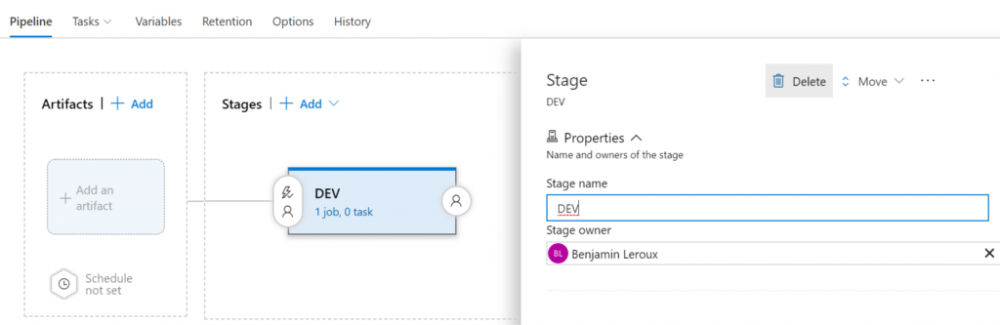 Pipeline Tasks Variables Retention Options History
Artifacts | + Add
Stages | + Add
+ Add an
artifact
Schedule
not set
DEV
1 job, 0 task
Stage
DEV
Delete
Move
...
Properties
Name and owners of the stage
Stage name
DEV
Stage owner
BL Benjamin Leroux